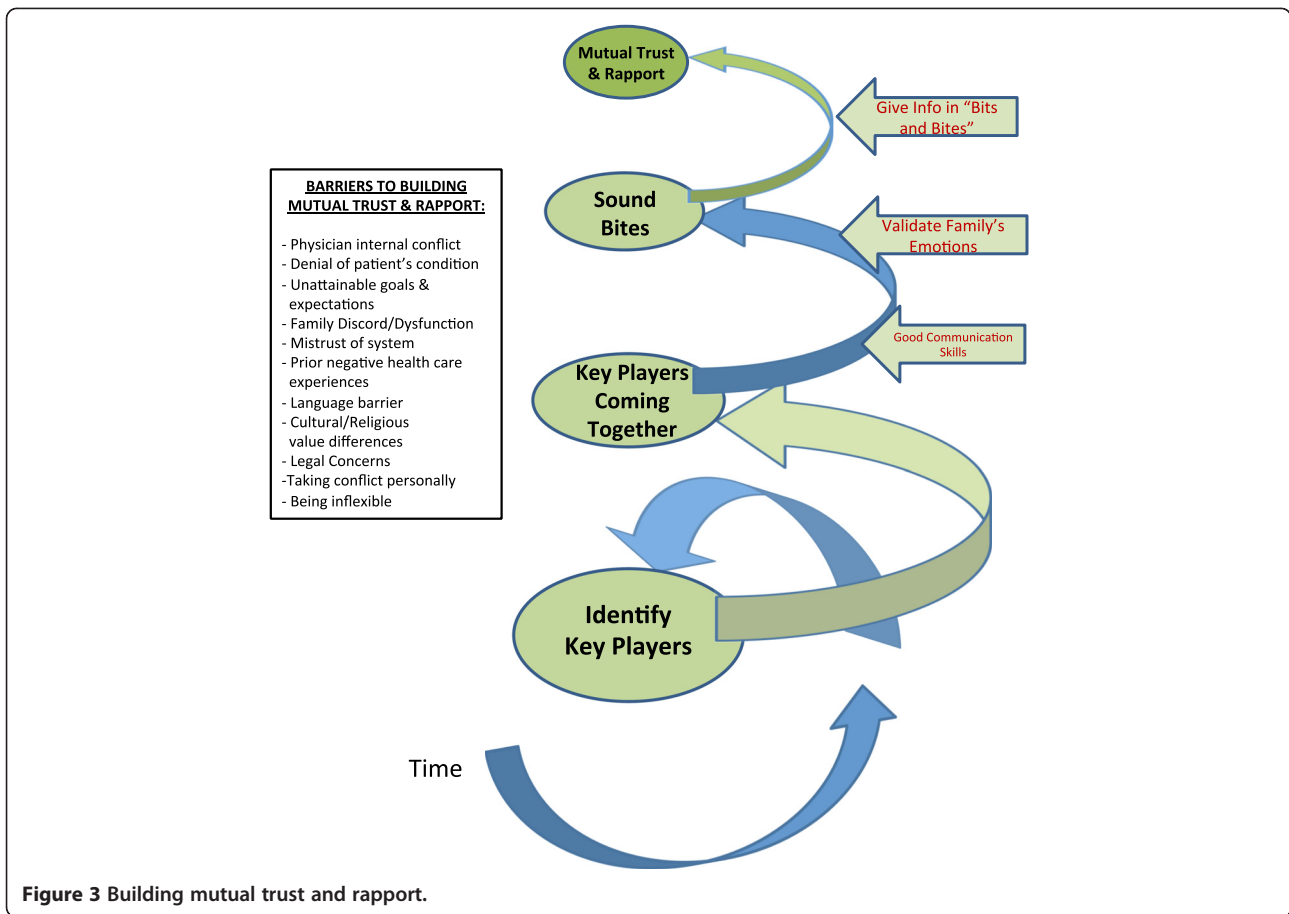 Mutual Trust
& Rapport
Give Info in "Bits
and Bites"
BARRIERS TO BUILDING
MUTUAL TRUST & RAPPORT:
- Physician internal conflict
- Denial of patient's condition
- Unattainable goals &
expectations
- Family Discord/Dysfunction
- Mistrust of system
- Prior negative health care
experiences
- Language barrier
- Cultural/Religious
value differences
- Legal Concerns
-Taking conflict personally
- Being inflexible
Sound
Bites
Validate Family's
Emotions
Good Communication
Skills
Key Players
Coming
Together
Identify
Key Players
Time
Figure 3 Building mutual trust and rapport.